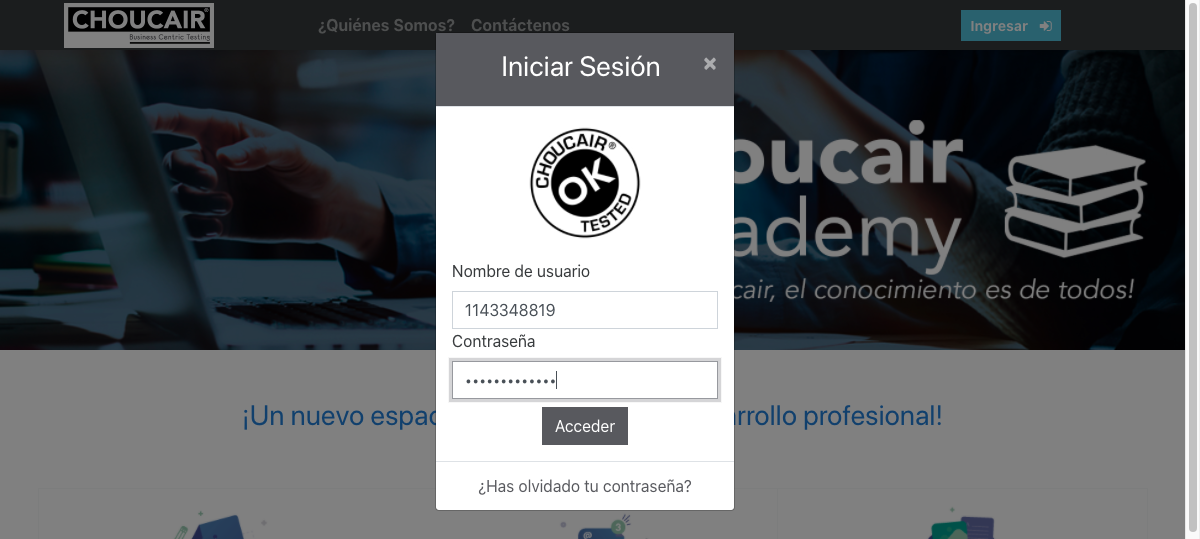 CHOUCAIR®
Business Centric Testing
¿Quiénes Somos? Contáctenos
Ingresar
Iniciar Sesión
×
CHOUCAIR®
OK
TESTED
oucair
ademy
cair, el conocimiento es de todos!
Nombre de usuario
1143348819
Contraseña
•••••••••••••
Acceder
¡Un nuevo espac
rrollo profesional!
¿Has olvidado tu contraseña?
3